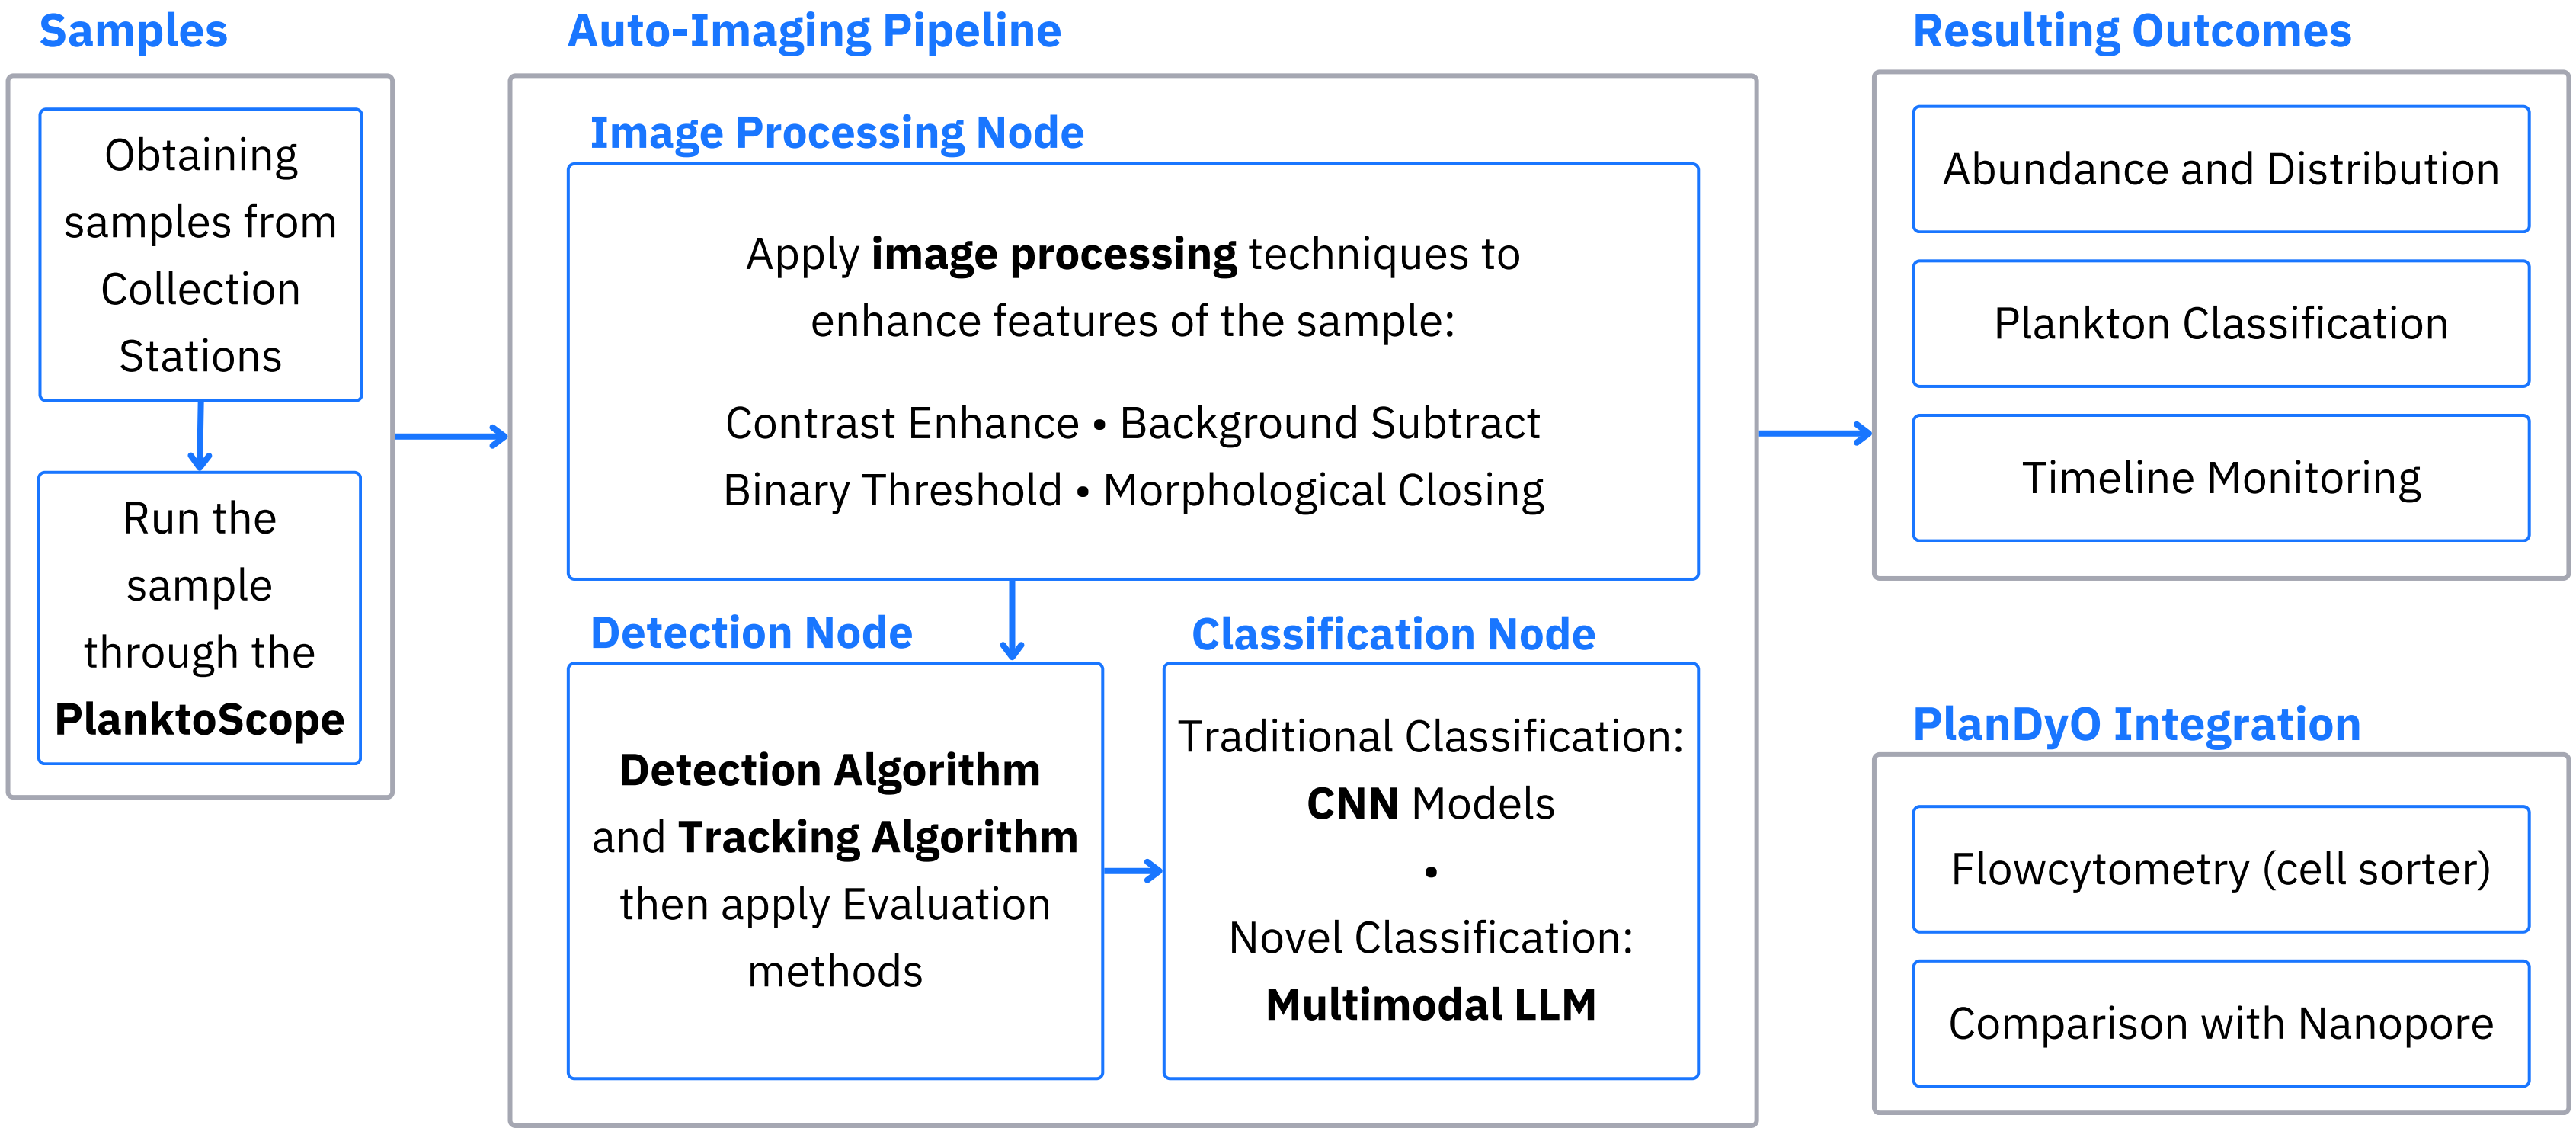 Samples
Obtaining
samples from
Collection
Stations
Run the
sample
through the
PlanktoScope
Auto-Imaging Pipeline
Image Processing Node
Apply image processing techniques to
enhance features of the sample:
Contrast Enhance • Background Subtract
Binary Threshold • Morphological Closing
Detection Node
Detection Algorithm
and Tracking Algorithm
then apply Evaluation
methods
Classification Node
Traditional Classification:
CNN Models
•
Novel Classification:
Multimodal LLM
Resulting Outcomes
Abundance and Distribution
Plankton Classification
Timeline Monitoring
PlanDyO Integration
Flowcytometry (cell sorter)
Comparison with Nanopore